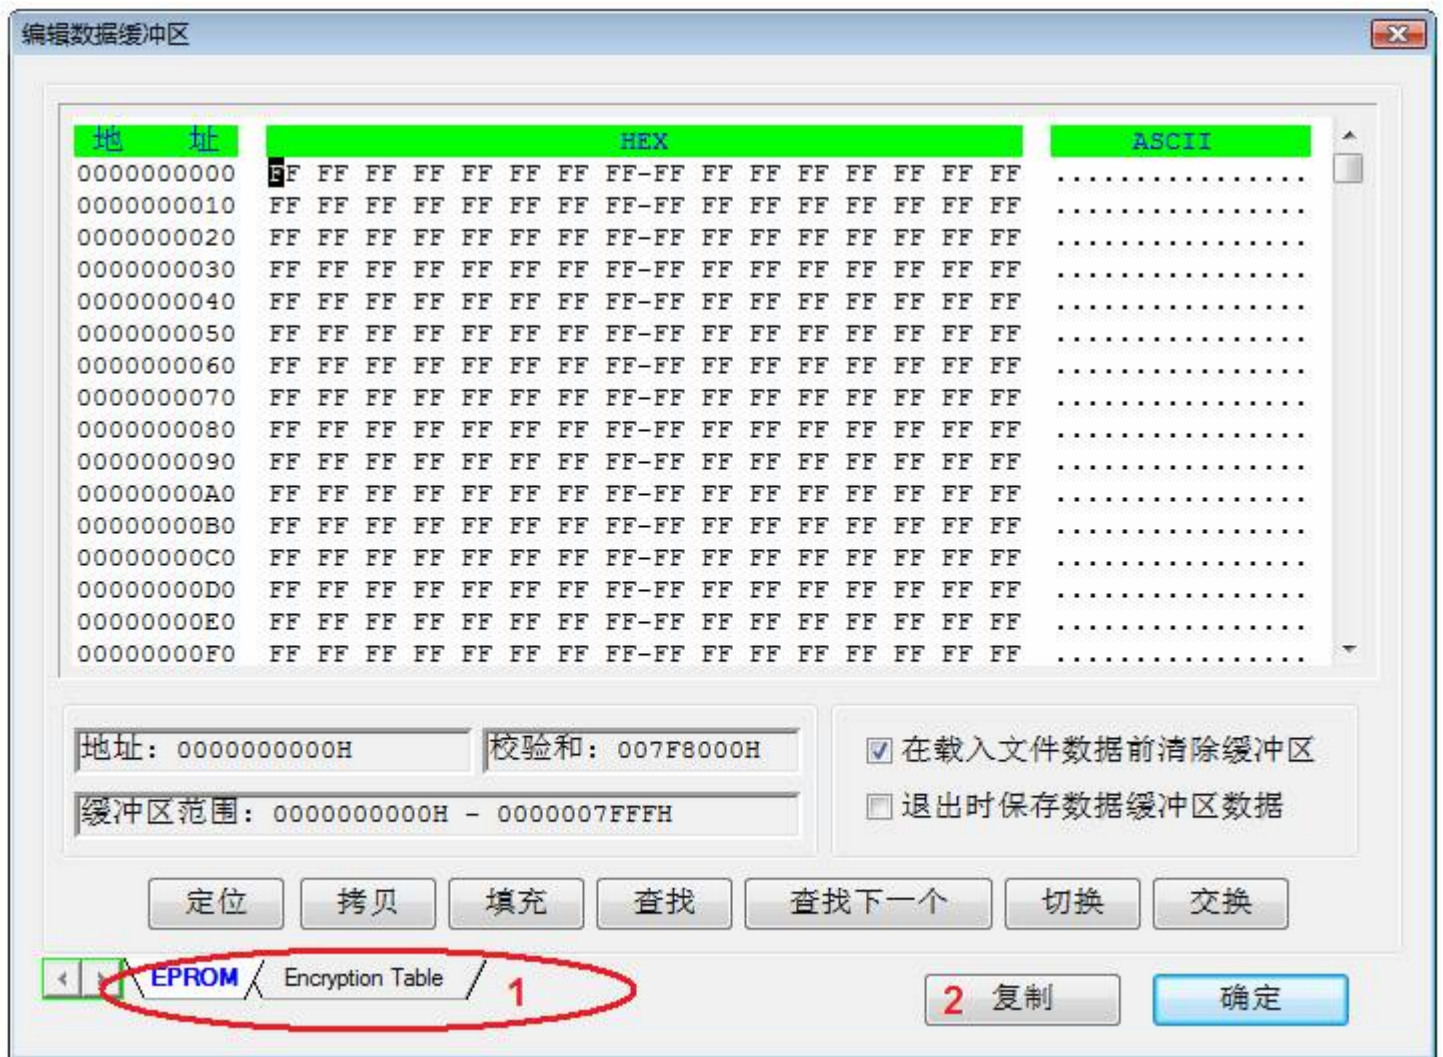 编辑数据缓冲区
地 址 HEX ASCII
0000000000 FF FF FF FF FF FF FF FF-FF FF FF FF FF FF FF FF ................
0000000010 FF FF FF FF FF FF FF FF-FF FF FF FF FF FF FF FF ................
0000000020 FF FF FF FF FF FF FF FF-FF FF FF FF FF FF FF FF ................
0000000030 FF FF FF FF FF FF FF FF-FF FF FF FF FF FF FF FF ................
0000000040 FF FF FF FF FF FF FF FF-FF FF FF FF FF FF FF FF ................
0000000050 FF FF FF FF FF FF FF FF-FF FF FF FF FF FF FF FF ................
0000000060 FF FF FF FF FF FF FF FF-FF FF FF FF FF FF FF FF ................
0000000070 FF FF FF FF FF FF FF FF-FF FF FF FF FF FF FF FF ................
0000000080 FF FF FF FF FF FF FF FF-FF FF FF FF FF FF FF FF ................
0000000090 FF FF FF FF FF FF FF FF-FF FF FF FF FF FF FF FF ................
00000000A0 FF FF FF FF FF FF FF FF-FF FF FF FF FF FF FF FF ................
00000000B0 FF FF FF FF FF FF FF FF-FF FF FF FF FF FF FF FF ................
00000000C0 FF FF FF FF FF FF FF FF-FF FF FF FF FF FF FF FF ................
00000000D0 FF FF FF FF FF FF FF FF-FF FF FF FF FF FF FF FF ................
00000000E0 FF FF FF FF FF FF FF FF-FF FF FF FF FF FF FF FF ................
00000000F0 FF FF FF FF FF FF FF FF-FF FF FF FF FF FF FF FF ................
地址: 0000000000H 校验和: 007F8000H
在载入文件数据前清除缓冲区
缓冲区范围: 0000000000H - 0000007FFFH
退出时保存数据缓冲区数据
定位 拷贝 填充 查找 查找下一个 切换 交换
EPROM Encryption Table 1
2 复制 确定